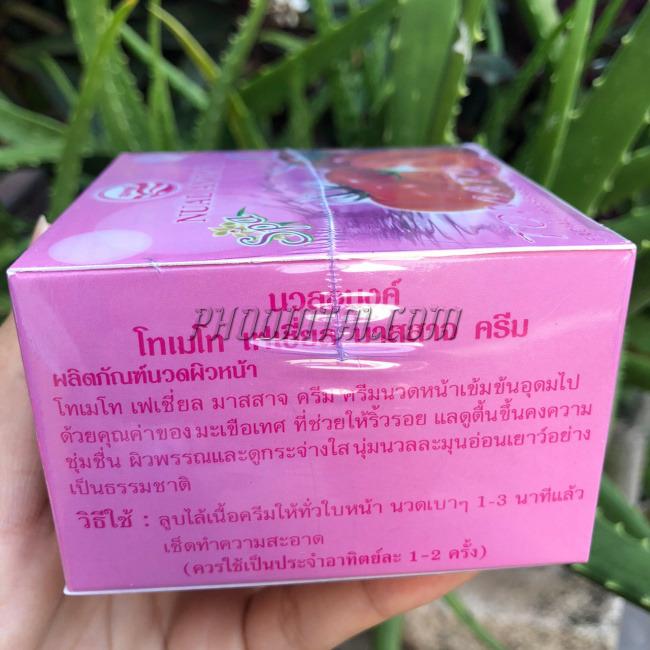 Spa
นวลอนงค์
โทเมโท เฟเชี่ยล มาสสาจ ครีม
PHONUTHAI.COM
ผลิตภัณฑ์นวดผิวหน้า
โทเมโท เฟเชี่ยล มาสสาจ ครีม ครีมนวดหน้าเข้มข้นอุดมไป
ด้วยคุณค่าของ มะเขือเทศ ที่ช่วยให้ริ้วรอย แลดูตื้นขึ้นคงความ
ชุ่มชื่น ผิวพรรณและดูกระจ่างใส นุ่มนวลละมุนอ่อนเยาว์อย่าง
เป็นธรรมชาติ
วิธีใช้ : ลูบไล้เนื้อครีมให้ทั่วใบหน้า นวดเบาๆ 1-3 นาทีแล้ว
เช็ดทำความสะอาด
(ควรใช้เป็นประจำอาทิตย์ละ 1-2 ครั้ง)